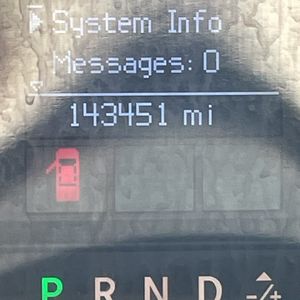 System Info
Messages: 0
143451 mi
P R N D -/+